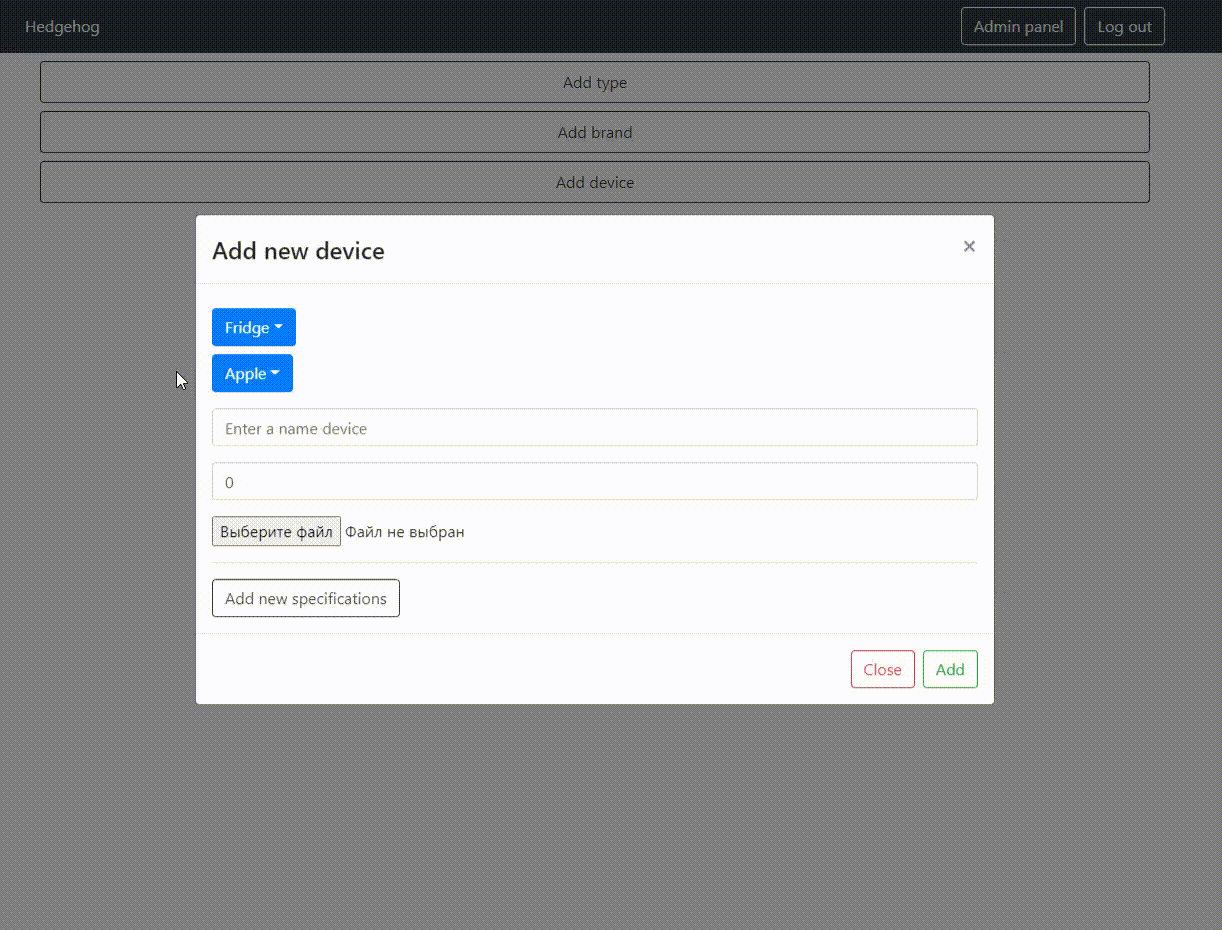 Hedgehog
Admin panel
Log out
Add type
Add brand
Add device
Add new device
×
Fridge
Apple
Enter a name device
0
Выберите файл Файл не выбран
Add new specifications
Close
Add